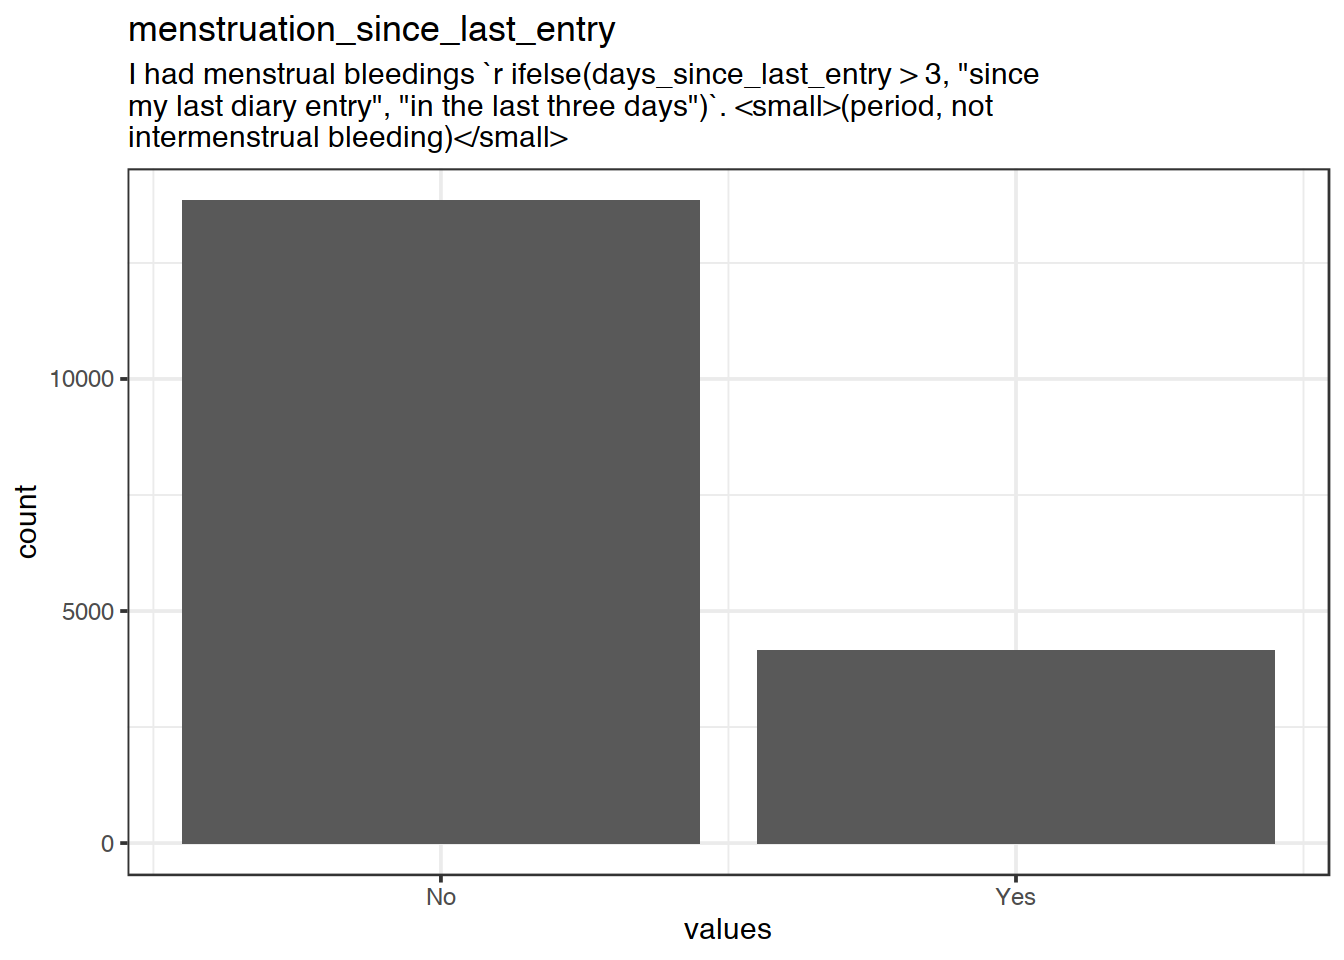 menstruation_since_last_entry
I had menstrual bleedings `r ifelse(days_since_last_entry > 3, "since
my last diary entry", "in the last three days")`. <small>(period, not
intermenstrual bleeding)</small>
10000
5000
0
count
No
Yes
values